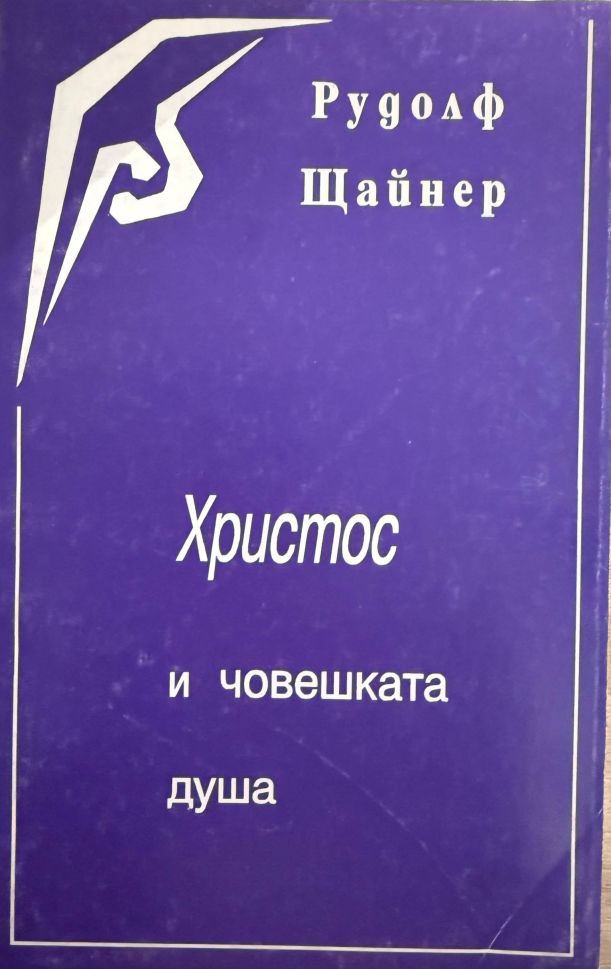 Рудолф
Щайнер
Христос
и човешката
душа